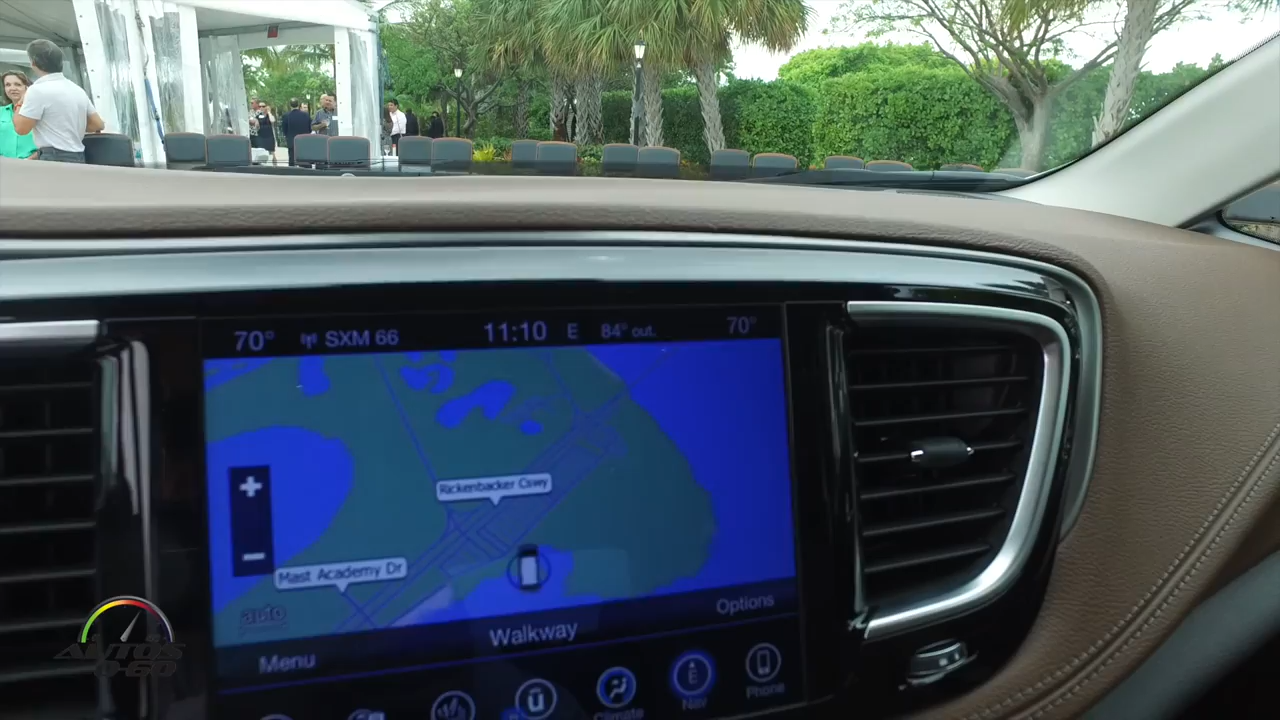 70° SXM 66 11:10 E 84° out. 70°
Rickenbacker Cswy
+
Mast Academy Dr
−
auto
Options
Walkway
Menu
ü
E
Climate
Nav
Phone
AUTOS
0-60